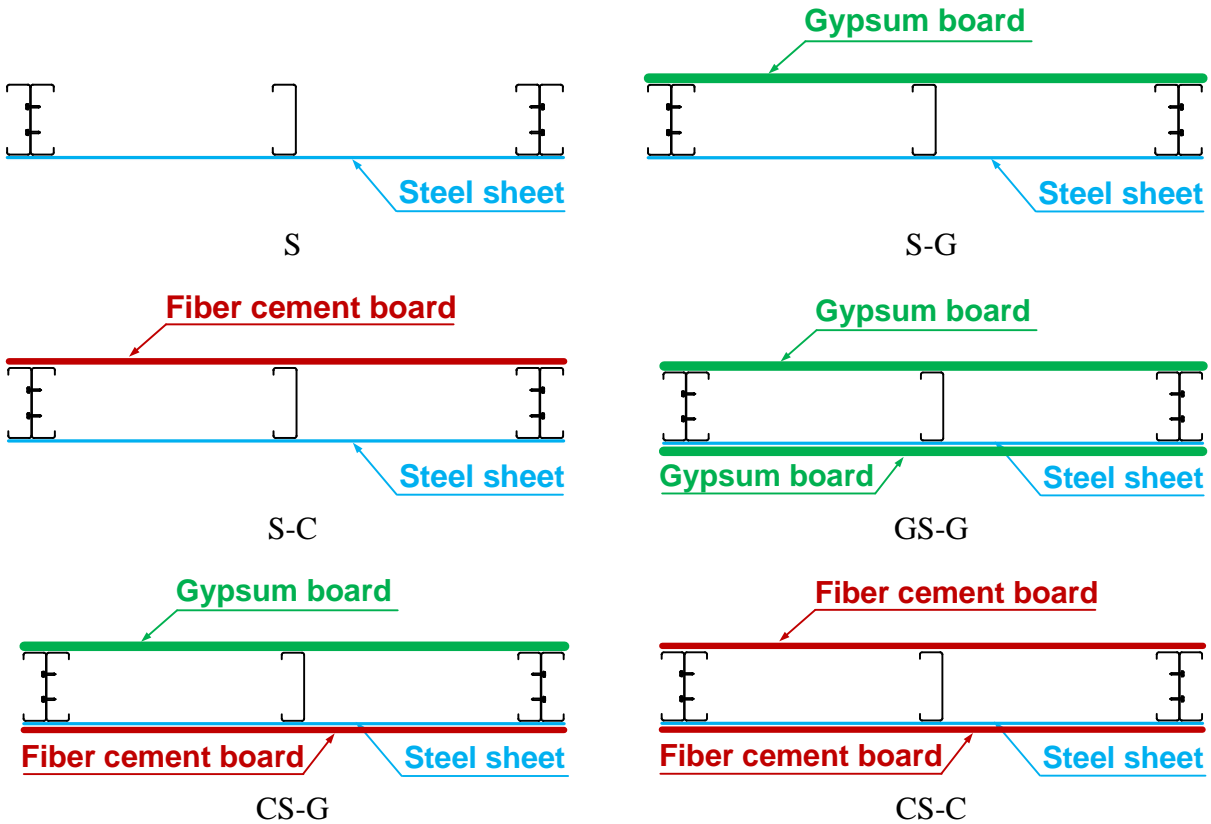 Gypsum board
Steel sheet
Steel sheet
S
S-G
Fiber cement board
Gypsum board
Steel sheet
Gypsum board
Steel sheet
S-C
GS-G
Gypsum board
Fiber cement board
Fiber cement board
Steel sheet
Fiber cement board
Steel sheet
CS-G
CS-C